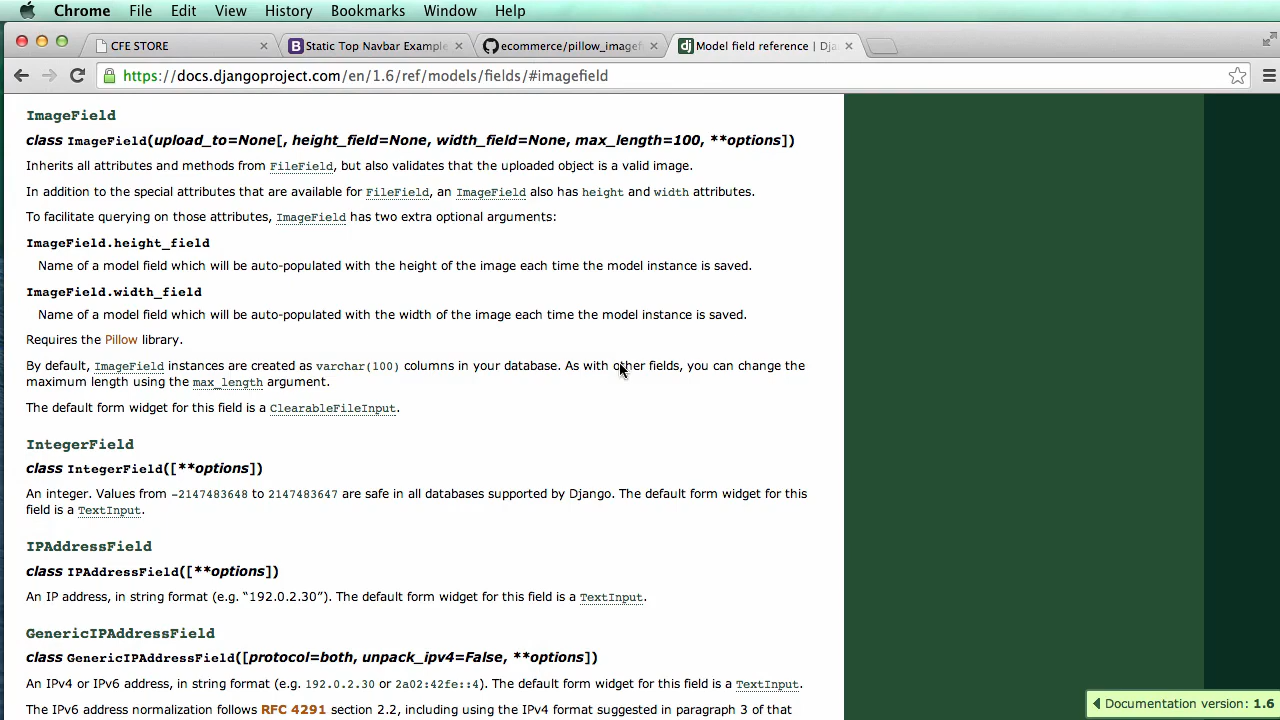 Chrome File Edit View History Bookmarks Window Help
CFE STORE
Static Top Navbar Example
ecommerce/pillow_imagef
Model field reference | Dja
https://docs.djangoproject.com/en/1.6/ref/models/fields/#imagefield
ImageField
class ImageField(upload_to=None[, height_field=None, width_field=None, max_length=100, **options])
Inherits all attributes and methods from FileField, but also validates that the uploaded object is a valid image.
In addition to the special attributes that are available for FileField, an ImageField also has height and width attributes.
To facilitate querying on those attributes, ImageField has two extra optional arguments:
ImageField.height_field
Name of a model field which will be auto-populated with the height of the image each time the model instance is saved.
ImageField.width_field
Name of a model field which will be auto-populated with the width of the image each time the model instance is saved.
Requires the Pillow library.
By default, ImageField instances are created as varchar(100) columns in your database. As with other fields, you can change the
maximum length using the max_length argument.
The default form widget for this field is a ClearableFileInput.
IntegerField
class IntegerField([**options])
An integer. Values from -2147483648 to 2147483647 are safe in all databases supported by Django. The default form widget for this
field is a TextInput.
IPAddressField
class IPAddressField([**options])
An IP address, in string format (e.g. “192.0.2.30”). The default form widget for this field is a TextInput.
GenericIPAddressField
class GenericIPAddressField([protocol=both, unpack_ipv4=False, **options])
An IPv4 or IPv6 address, in string format (e.g. 192.0.2.30 or 2a02:42fe::4). The default form widget for this field is a TextInput.
The IPv6 address normalization follows RFC 4291 section 2.2, including using the IPv4 format suggested in paragraph 3 of that
Documentation version: 1.6